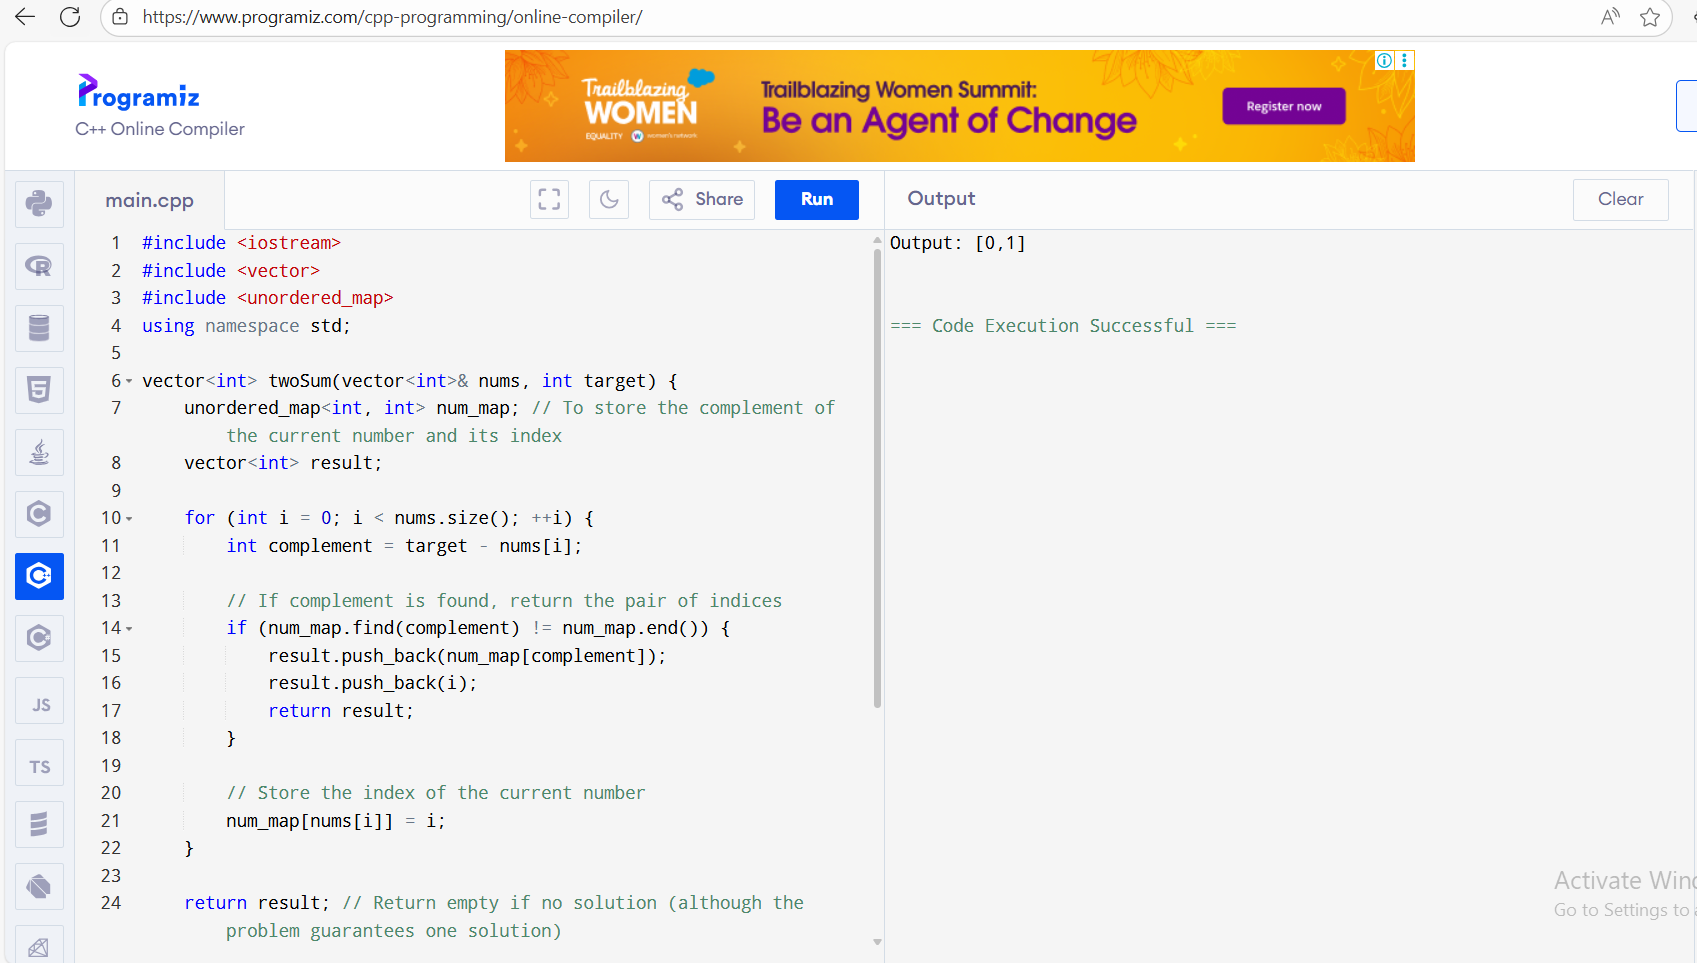 https://www.programiz.com/cpp-programming/online-compiler/
Programiz
C++ Online Compiler
Trailblazing
WOMEN
EQUALITY W women's network
Trailblazing Women Summit:
Be an Agent of Change
Register now
main.cpp
Share
Run
Output
Clear
1 #include <iostream>
2 #include <vector>
3 #include <unordered_map>
4 using namespace std;
5
6 vector<int> twoSum(vector<int>& nums, int target) {
7 unordered_map<int, int> num_map; // To store the complement of
the current number and its index
8 vector<int> result;
9
10 for (int i = 0; i < nums.size(); ++i) {
11 int complement = target - nums[i];
12
13 // If complement is found, return the pair of indices
14 if (num_map.find(complement) != num_map.end()) {
15 result.push_back(num_map[complement]);
16 result.push_back(i);
17 return result;
18 }
19
20 // Store the index of the current number
21 num_map[nums[i]] = i;
22 }
23
24 return result; // Return empty if no solution (although the
problem guarantees one solution)
Output: [0,1]
=== Code Execution Successful ===
JS
TS
Activate Win
Go to Settings to